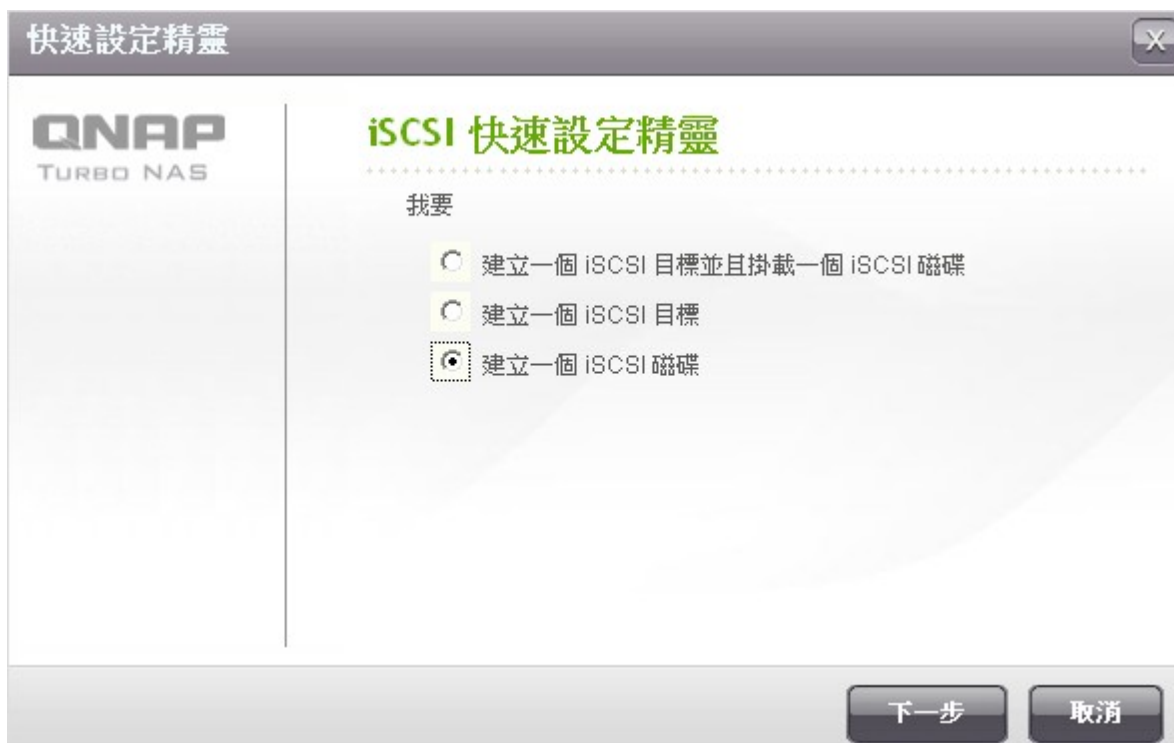 快速設定精靈
X
QNAP
TURBO NAS
iSCSI 快速設定精靈
我要
建立一個 iSCSI 目標並且掛載一個 iSCSI 磁碟
建立一個 iSCSI 目標
建立一個 iSCSI 磁碟
下一步
取消